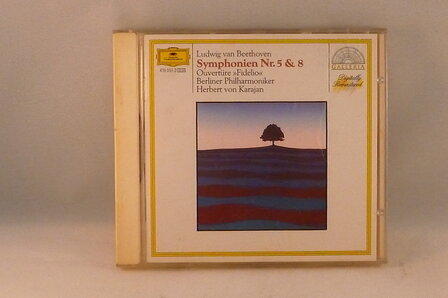 Ludwig van Beethoven
Symphonien Nr. 5 & 8
Ouvertüre »Fidelio«
Berliner Philharmoniker
Herbert von Karajan
GALLERIA
Digitally
Remastered